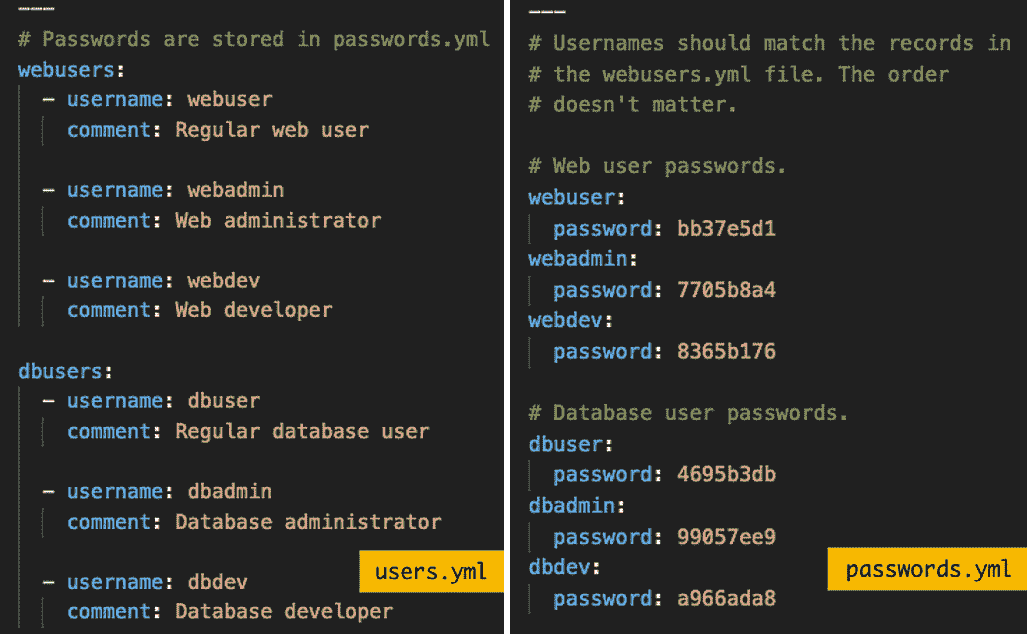 ---
# Passwords are stored in passwords.yml
webusers:
- username: webuser
comment: Regular web user
- username: webadmin
comment: Web administrator
- username: webdev
comment: Web developer
dbusers:
- username: dbuser
comment: Regular database user
- username: dbadmin
comment: Database administrator
- username: dbdev
comment: Database developer
users.yml
---
# Usernames should match the records in
# the webusers.yml file. The order
# doesn't matter.
# Web user passwords.
webuser:
password: bb37e5d1
webadmin:
password: 7705b8a4
webdev:
password: 8365b176
# Database user passwords.
dbuser:
password: 4695b3db
dbadmin:
password: 99057ee9
dbdev:
password: a966ada8
passwords.yml